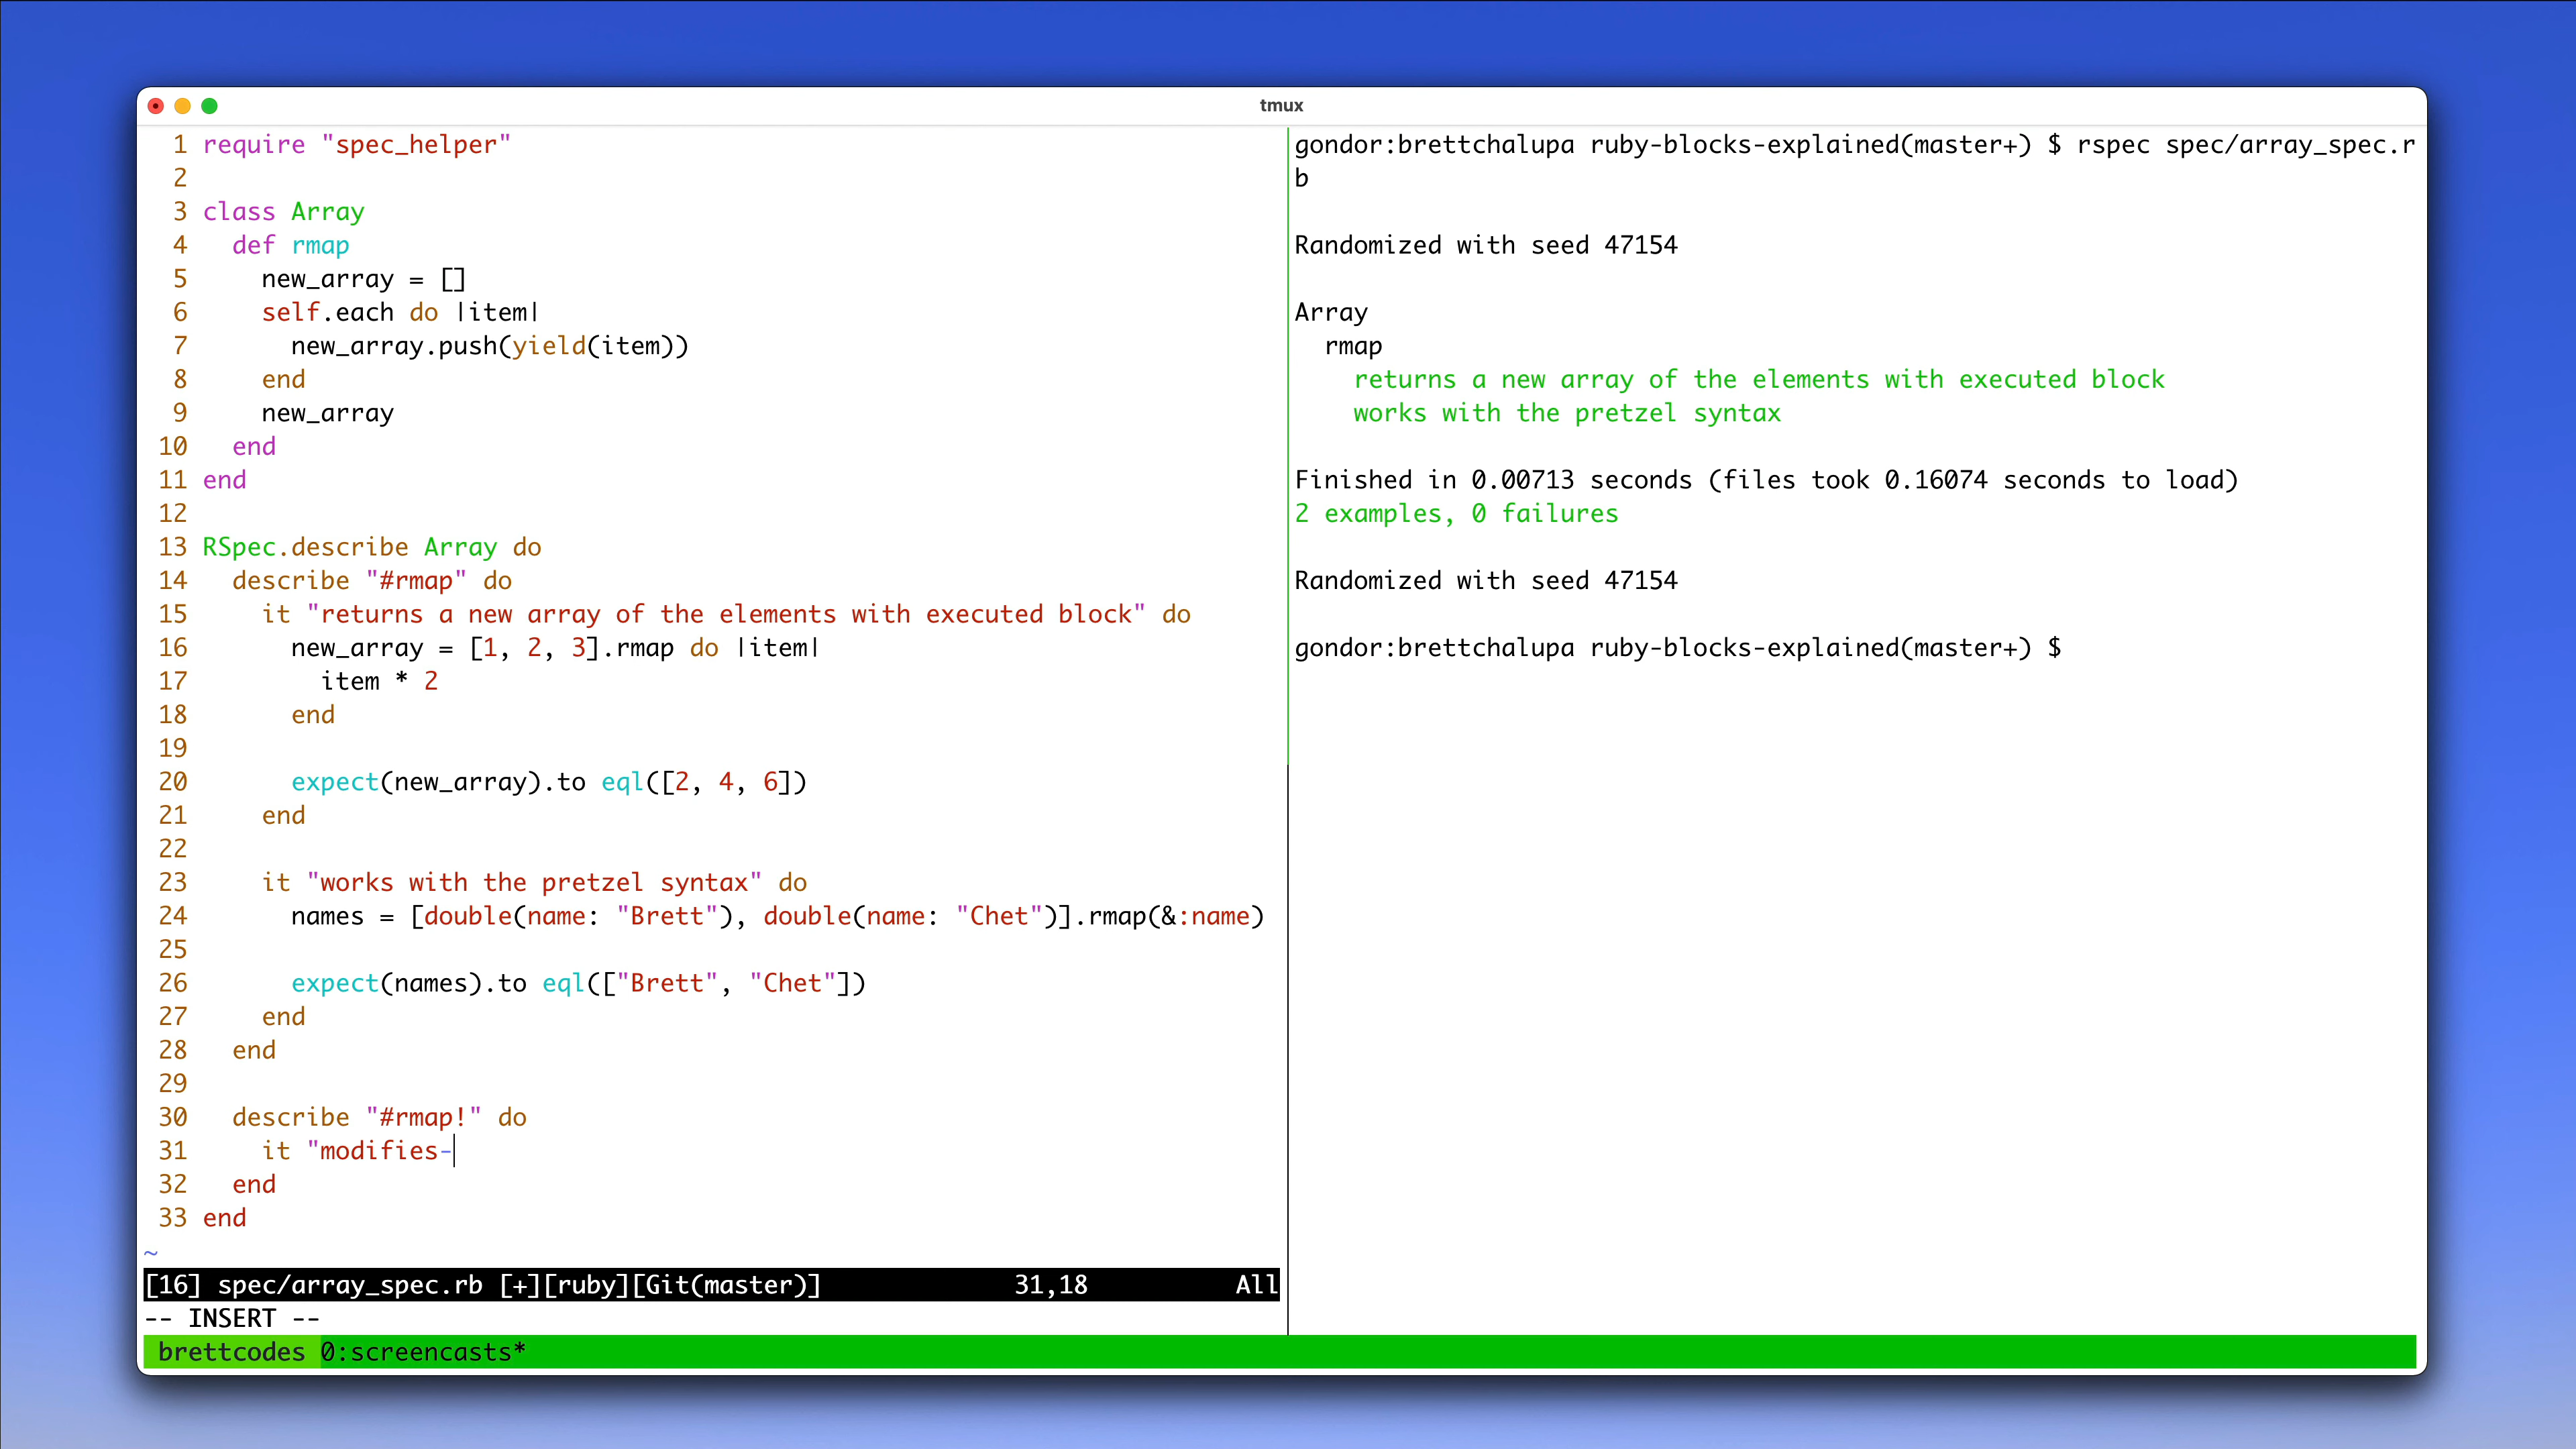 tmux
1 require "spec_helper"
2
3 class Array
4   def rmap
5     new_array = []
6     self.each do |item|
7       new_array.push(yield(item))
8     end
9     new_array
10   end
11 end
12
13 RSpec.describe Array do
14   describe "#rmap" do
15     it "returns a new array of the elements with executed block" do
16       new_array = [1, 2, 3].rmap do |item|
17         item * 2
18       end
19
20       expect(new_array).to eql([2, 4, 6])
21     end
22
23     it "works with the pretzel syntax" do
24       names = [double(name: "Brett"), double(name: "Chet")].rmap(&:name)
25
26       expect(names).to eql(["Brett", "Chet"])
27     end
28   end
29
30   describe "#rmap!" do
31     it "modifies-
32   end
33 end
~
[16] spec/array_spec.rb [+][ruby][Git(master)] 31,18 All
-- INSERT --
gondor:brettchalupa ruby-blocks-explained(master+) $ rspec spec/array_spec.r
b
Randomized with seed 47154
Array
  rmap
    returns a new array of the elements with executed block
    works with the pretzel syntax
Finished in 0.00713 seconds (files took 0.16074 seconds to load)
2 examples, 0 failures
Randomized with seed 47154
gondor:brettchalupa ruby-blocks-explained(master+) $
brettcodes 0:screencasts*